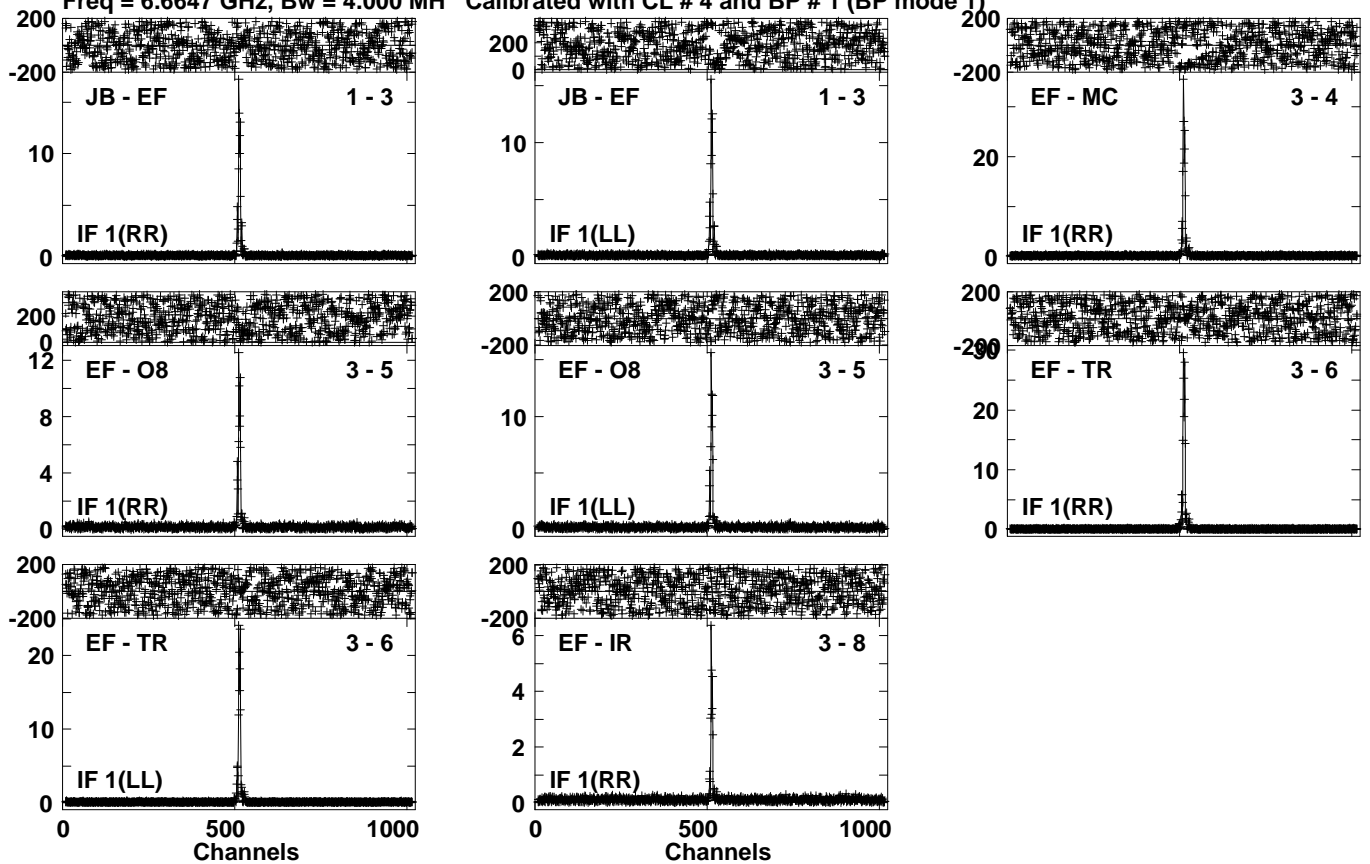 Freq = 6.6647 GHz, Bw = 4.000 MH Calibrated with CL # 4 and BP # 1 (BP mode 1)
200
-200
JB - EF 1 - 3
10
0
IF 1(RR)
200
0
JB - EF 1 - 3
10
0
IF 1(LL)
200
-200
EF - MC 3 - 4
20
0
IF 1(RR)
200
0
EF - O8 3 - 5
12
8
4
0
IF 1(RR)
200
-200
EF - O8 3 - 5
10
0
IF 1(LL)
200
-200
30
EF - TR 3 - 6
20
10
0
IF 1(RR)
200
-200
EF - TR 3 - 6
20
10
0
IF 1(LL)
0 500 1000
Channels
200
-200
EF - IR 3 - 8
6
4
2
0
IF 1(RR)
0 500 1000
Channels